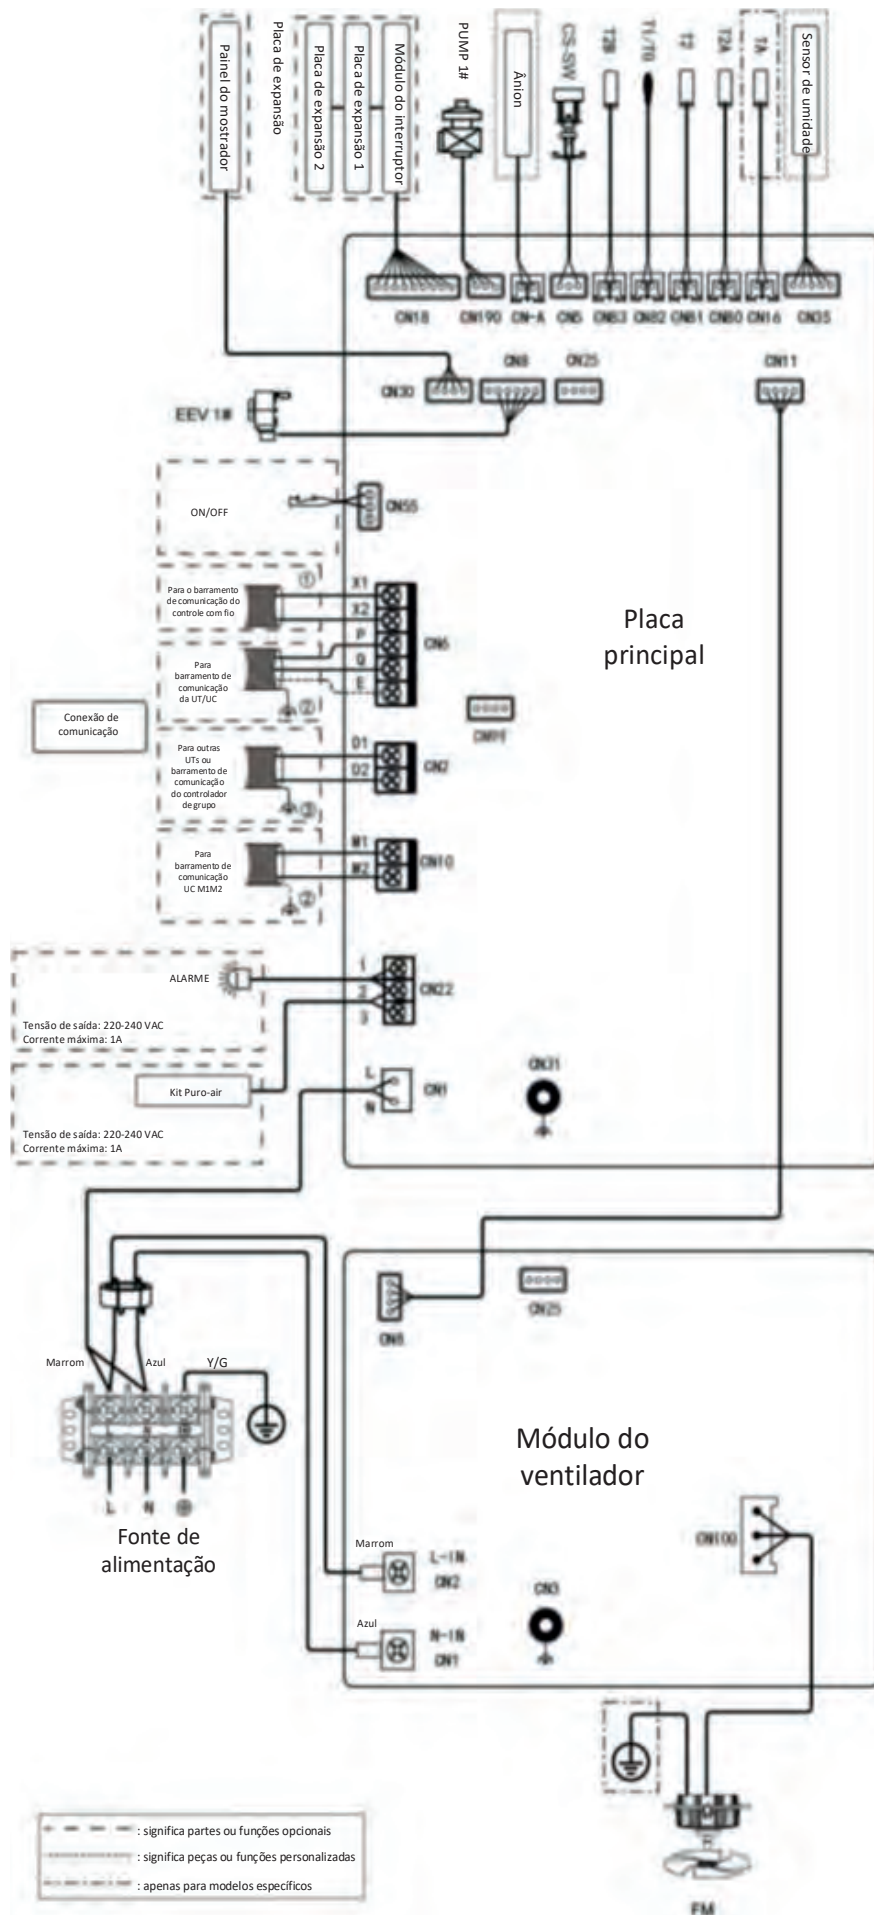 Painel do mostrador
Placa de expansão
Placa de expansão 2
Placa de expansão 1
Módulo do interruptor
PUMP 1#
Ânion
CS-SW
T2B
T1/T0
T2
T2A
TA
Sensor de umidade
CN18
CN190
CN-A
CN5
CN83
CN82
CN81
CN80
CN16
CN35
CN30
CN8
CN25
CN11
EEV 1#
ON/OFF
CN55
Para o barramento
de comunicação do
controle com fio
①
X1
X2
P
Q
E
CN6
Placa
principal
Para
barramento de
comunicação
da UT/UC
②
Conexão de
comunicação
Para outras
UTs ou
barramento de
comunicação
do controlador
de grupo
③
D1
D2
CN2
Para
barramento de
comunicação
UC M1M2
②
M1
M2
CN10
ALARME
1
2
3
CN22
Tensão de saída: 220-240 VAC
Corrente máxima: 1A
Kit Puro-air
L
N
CN1
CN31
Tensão de saída: 220-240 VAC
Corrente máxima: 1A
CN25
Marrom
Azul
Y/G
Módulo do
ventilador
L
N
Fonte de
alimentação
Marrom
L-IN
CN2
CN100
CN3
Azul
N-IN
CN1
: significa partes ou funções opcionais
: significa peças ou funções personalizadas
: apenas para modelos específicos
FM